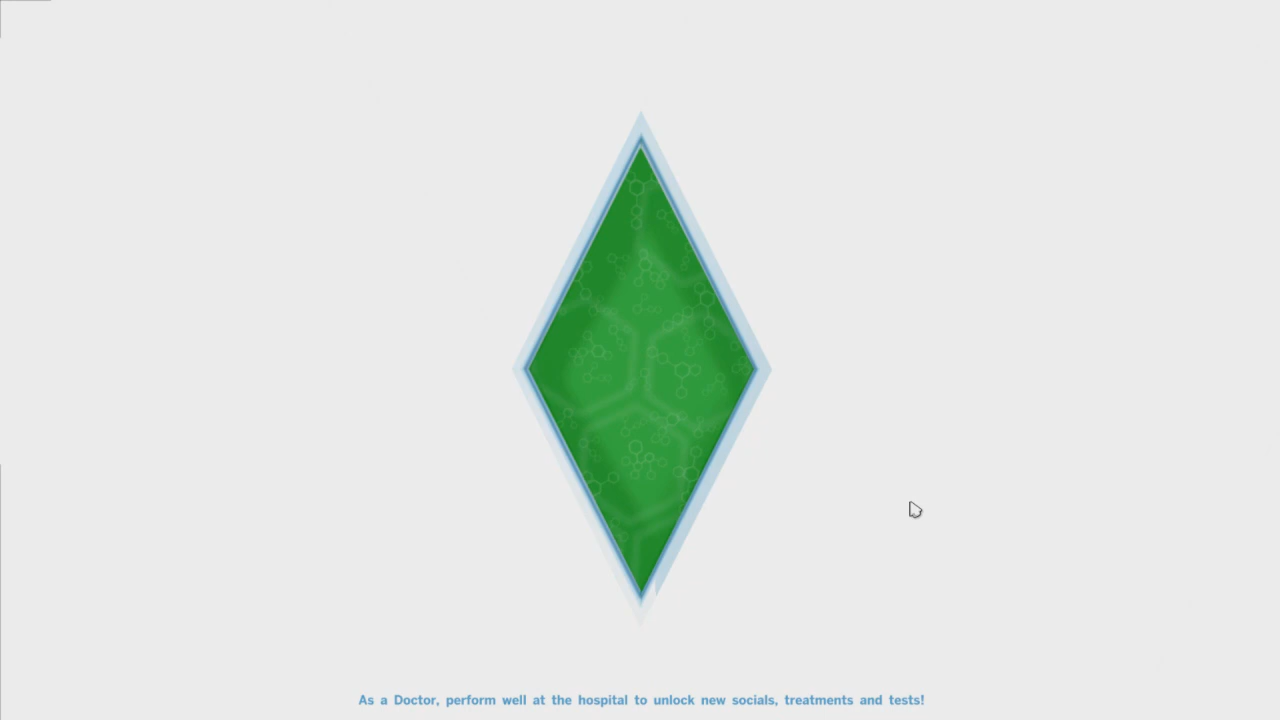 As a Doctor, perform well at the hospital to unlock new socials, treatments and tests!